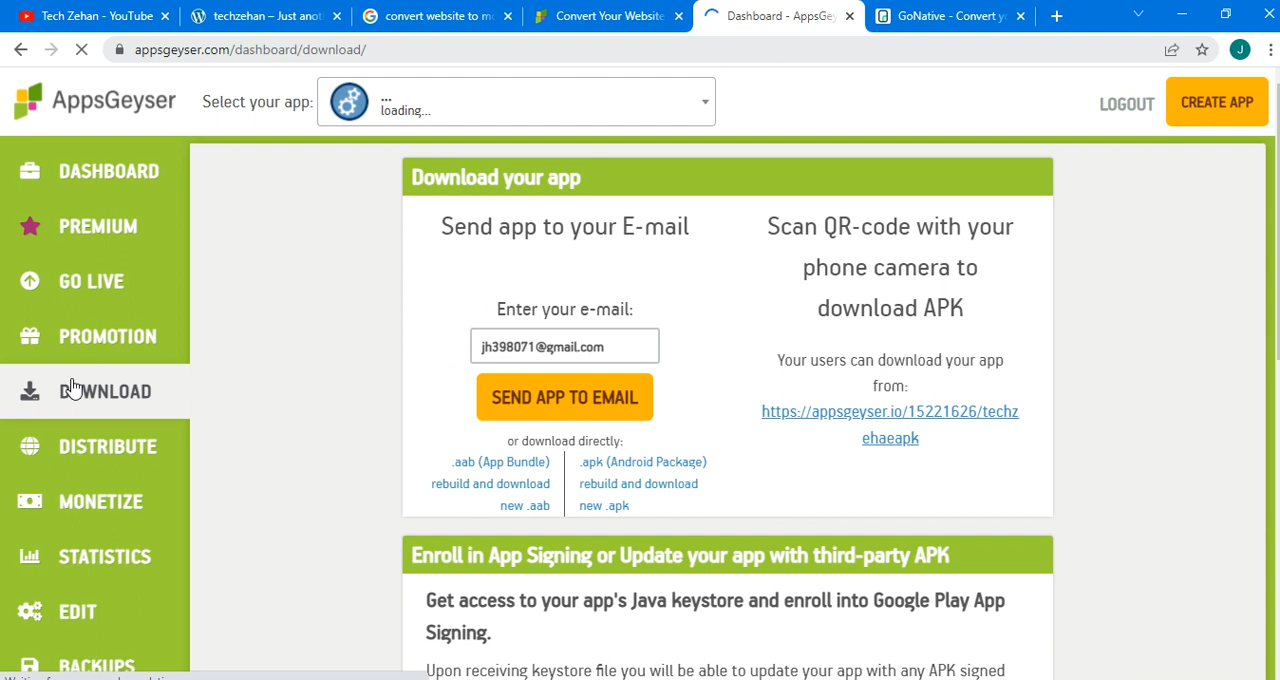 Tech Zehan - YouTube
techzehan – Just anot
convert website to mo
Convert Your Website
Dashboard - AppsGey
GoNative - Convert yo
appsgeyser.com/dashboard/download/
J
AppsGeyser
Select your app:
...
loading...
LOGOUT
CREATE APP
DASHBOARD
PREMIUM
GO LIVE
PROMOTION
DOWNLOAD
DISTRIBUTE
MONETIZE
STATISTICS
EDIT
BACKUPS
Download your app
Send app to your E-mail
Enter your e-mail:
jh398071@gmail.com
SEND APP TO EMAIL
or download directly:
.aab (App Bundle)
rebuild and download
new .aab
.apk (Android Package)
rebuild and download
new .apk
Scan QR-code with your
phone camera to
download APK
Your users can download your app
from:
https://appsgeyser.io/15221626/techz
ehaeapk
Enroll in App Signing or Update your app with third-party APK
Get access to your app's Java keystore and enroll into Google Play App
Signing.
Upon receiving keystore file you will be able to update your app with any APK signed